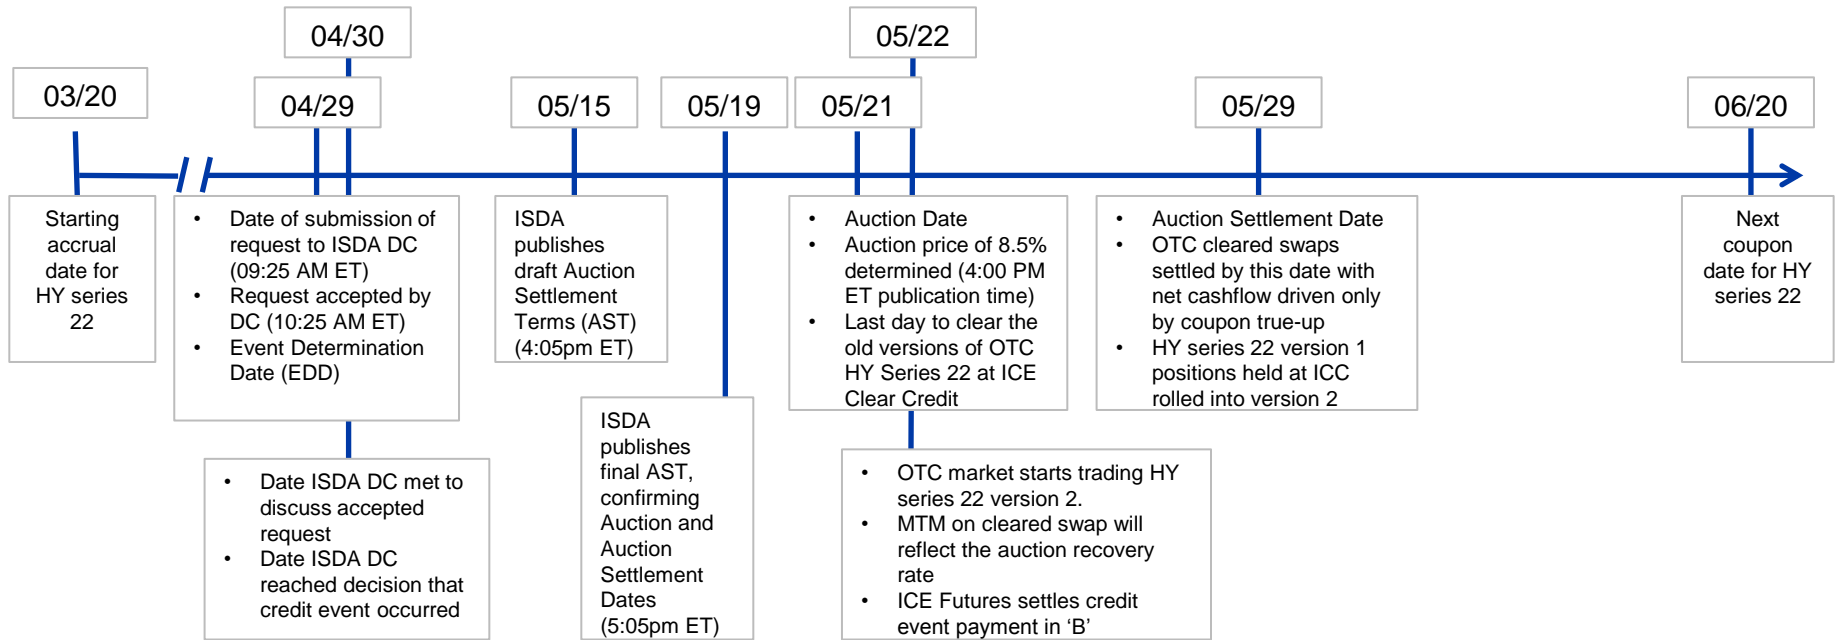 04/30
05/22
03/20
04/29
05/15
05/19
05/21
05/29
06/20
Starting
accrual
date for
HY series
22
• Date of submission of
request to ISDA DC
(09:25 AM ET)
• Request accepted by
DC (10:25 AM ET)
• Event Determination
Date (EDD)
• Date ISDA DC met to
discuss accepted
request
• Date ISDA DC
reached decision that
credit event occurred
ISDA
publishes
draft Auction
Settlement
Terms (AST)
(4:05pm ET)
ISDA
publishes
final AST,
confirming
Auction and
Auction
Settlement
Dates
(5:05pm ET)
• Auction Date
• Auction price of 8.5%
determined (4:00 PM
ET publication time)
• Last day to clear the
old versions of OTC
HY Series 22 at ICE
Clear Credit
• OTC market starts trading HY
series 22 version 2.
• MTM on cleared swap will
reflect the auction recovery
rate
• ICE Futures settles credit
event payment in ‘B’
• Auction Settlement Date
• OTC cleared swaps
settled by this date with
net cashflow driven only
by coupon true-up
• HY series 22 version 1
positions held at ICC
rolled into version 2
Next
coupon
date for HY
series 22